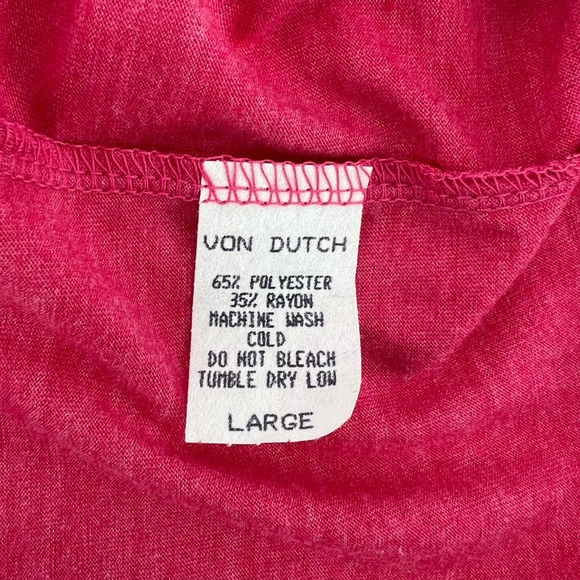 VON DUTCH
65% POLYESTER
35% RAYON
MACHINE WASH
COLD
DO NOT BLEACH
TUMBLE DRY LOW
LARGE